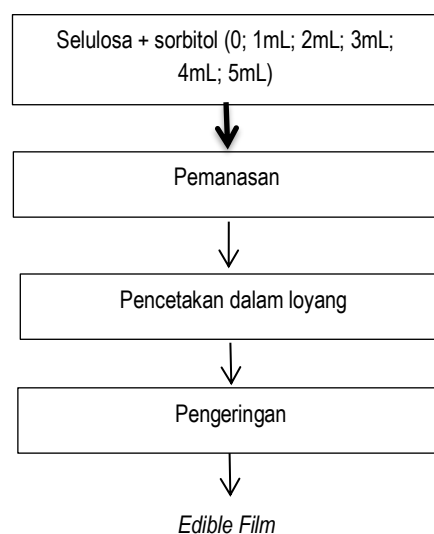 Selulosa + sorbitol (0; 1mL; 2mL; 3mL;
4mL; 5mL)
Pemanasan
Pencetakan dalam loyang
Pengeringan
Edible Film